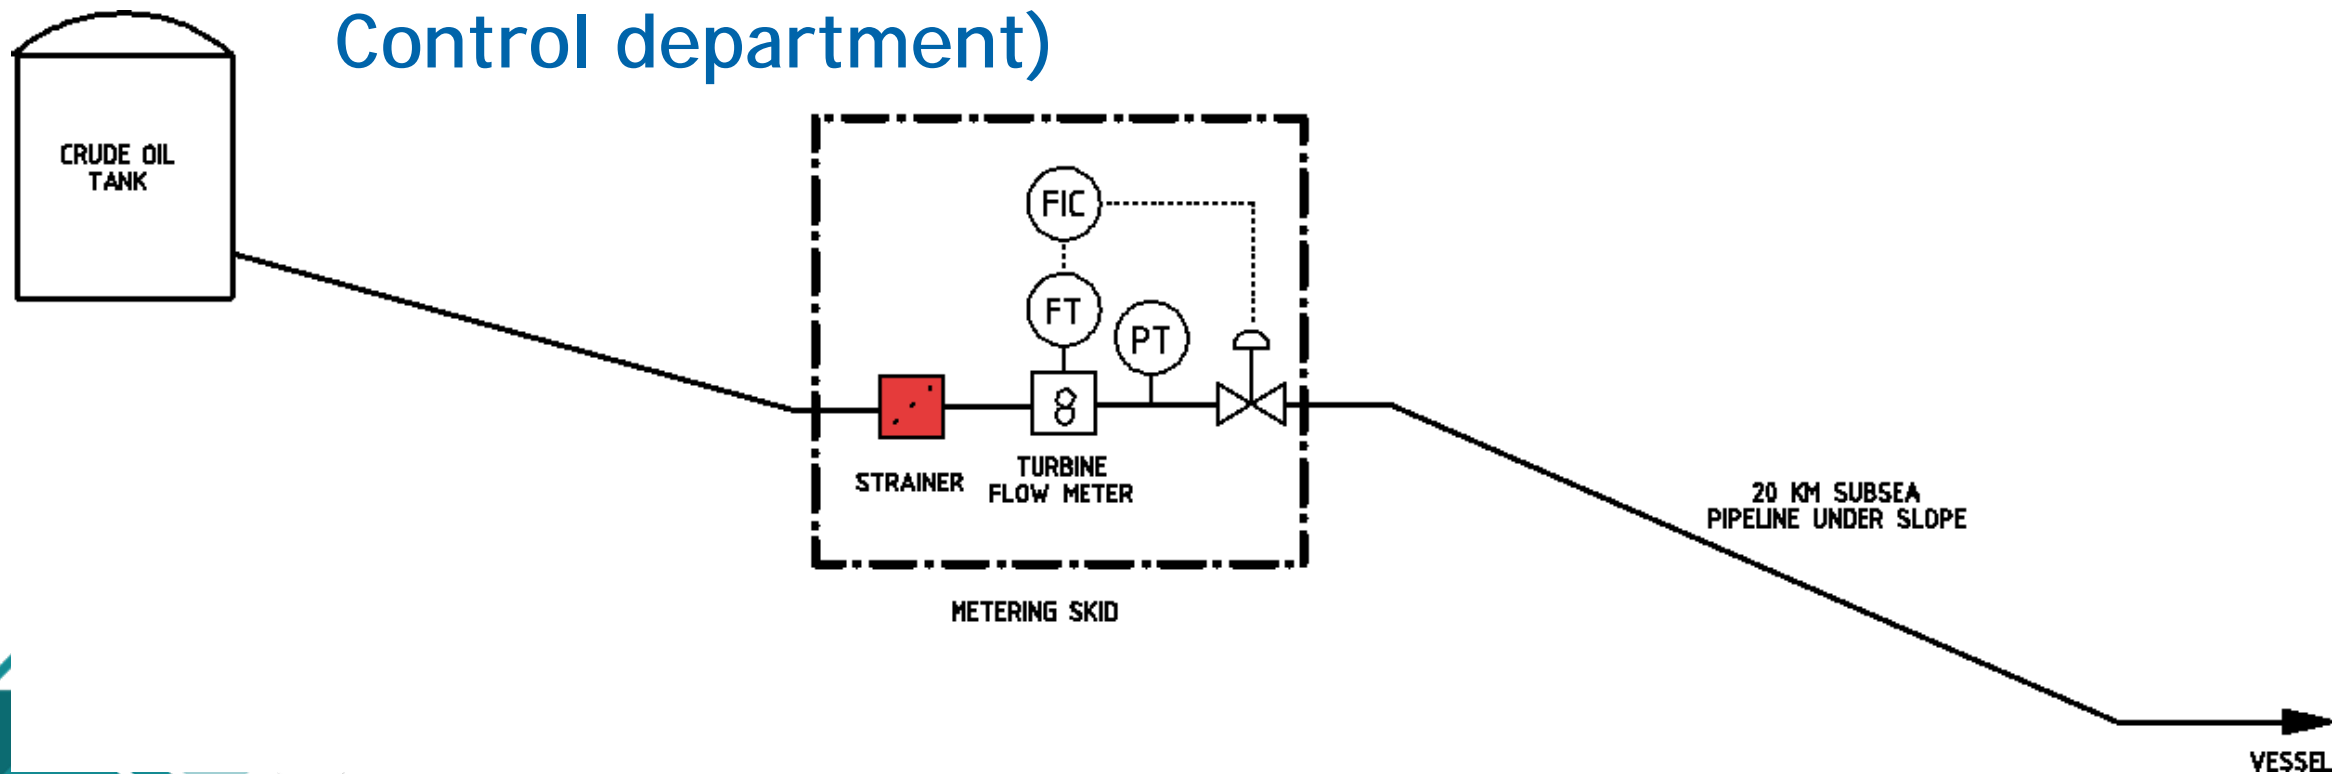 Control department)
CRUDE OIL
TANK
FIC
FT
PT
STRAINER
TURBINE
FLOW METER
METERING SKID
20 KM SUBSEA
PIPELINE UNDER SLOPE
VESSEL